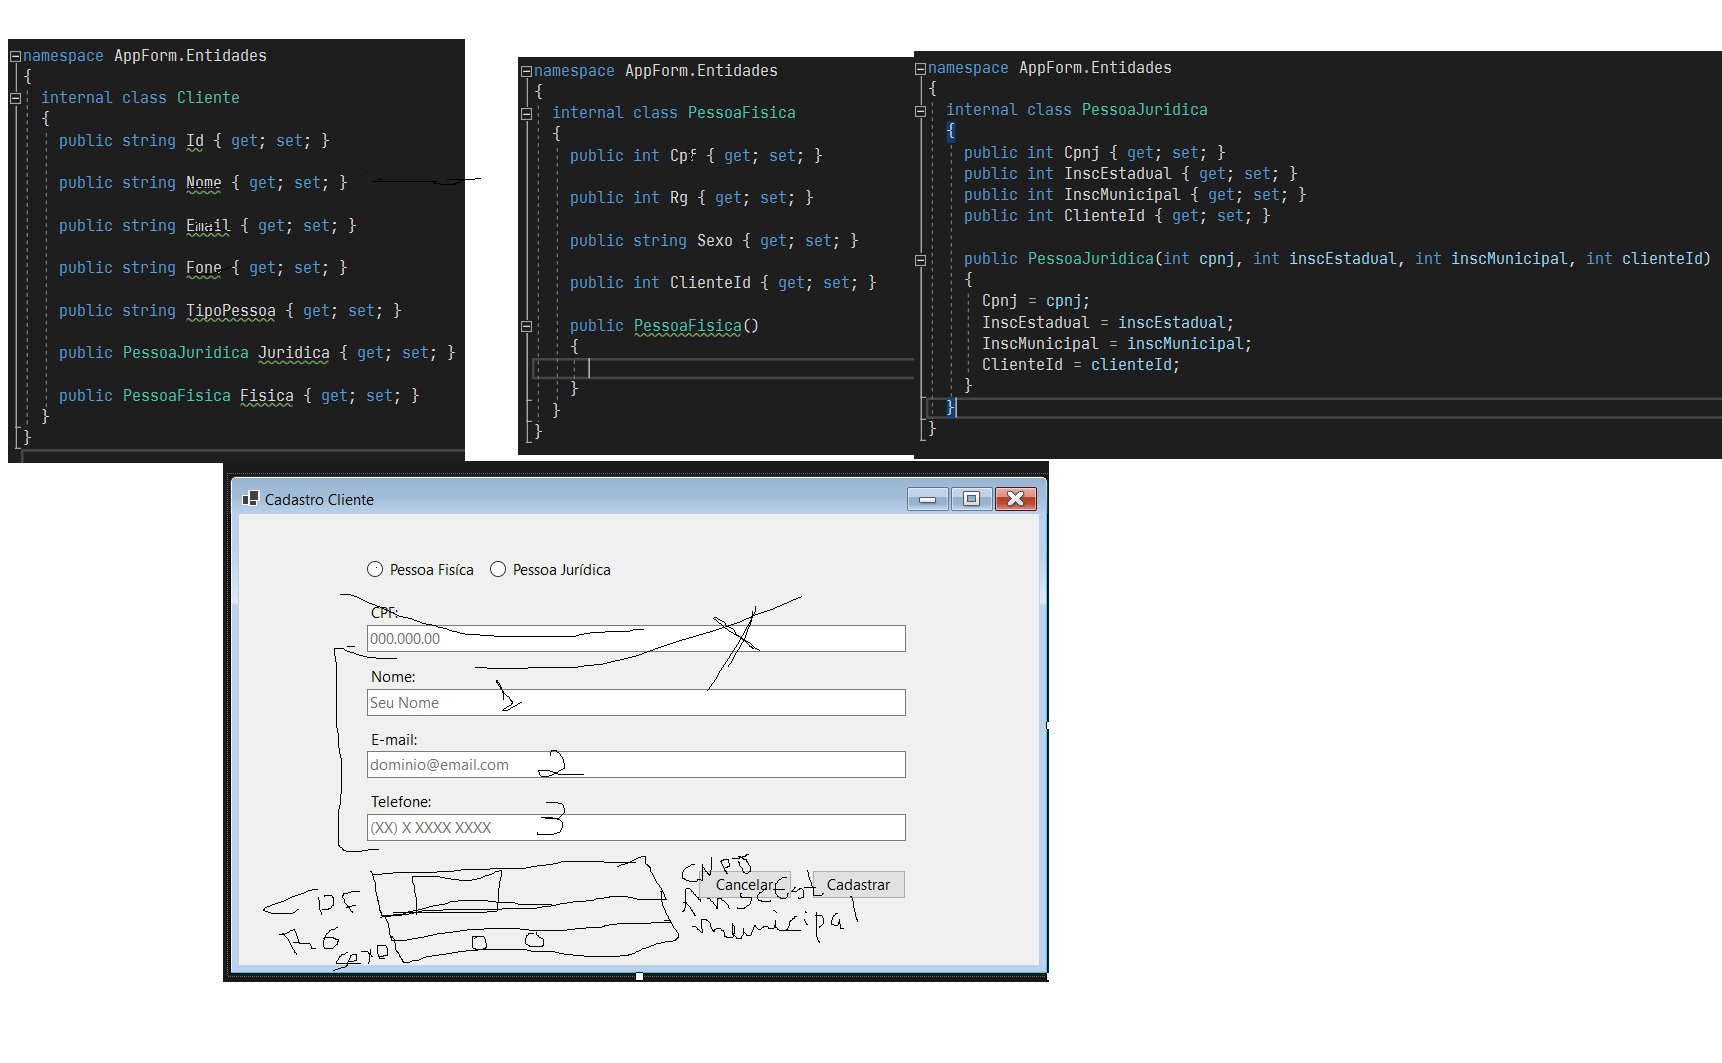 namespace AppForm.Entidades
{
internal class Cliente
{
public string Id { get; set; }
public string Nome { get; set; }
public string Email { get; set; }
public string Fone { get; set; }
public string TipoPessoa { get; set; }
public PessoaJuridica Juridica { get; set; }
public PessoaFisica Fisica { get; set; }
}
}
namespace AppForm.Entidades
{
internal class PessoaFisica
{
public int Cpf { get; set; }
public int Rg { get; set; }
public string Sexo { get; set; }
public int ClienteId { get; set; }
public PessoaFisica()
{
}
}
}
namespace AppForm.Entidades
{
internal class PessoaJuridica
{
public int Cpnj { get; set; }
public int InscEstadual { get; set; }
public int InscMunicipal { get; set; }
public int ClienteId { get; set; }
public PessoaJuridica(int cpnj, int inscEstadual, int inscMunicipal, int clienteId)
{
Cpnj = cpnj;
InscEstadual = inscEstadual;
InscMunicipal = inscMunicipal;
ClienteId = clienteId;
}
}
}
Cadastro Cliente
Pessoa Fisíca Pessoa Jurídica
CPF:
000.000.00
Nome:
Seu Nome
E-mail:
dominio@email.com
2
Telefone:
(XX) X XXXX XXXX
3
CNPJ
Cancelar Cadastrar
CPF
municipal
RG
sexo